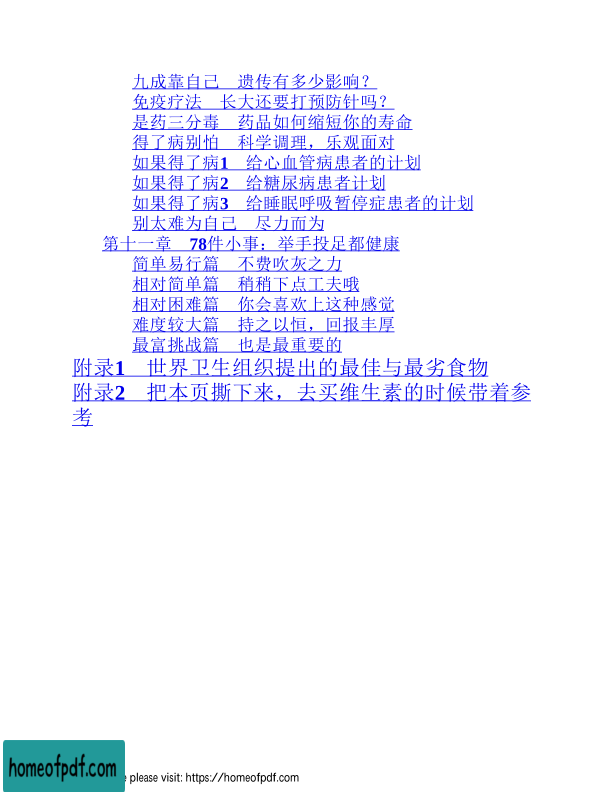 九成靠自己　遗传有多少影响？
免疫疗法　长大还要打预防针吗？
是药三分毒　药品如何缩短你的寿命
得了病别怕　科学调理，乐观面对
如果得了病1　给心血管病患者的计划
如果得了病2　给糖尿病患者计划
如果得了病3　给睡眠呼吸暂停症患者的计划
别太难为自己　尽力而为
第十一章　78件小事：举手投足都健康
简单易行篇　不费吹灰之力
相对简单篇　稍稍下点工夫哦
相对困难篇　你会喜欢上这种感觉
难度较大篇　持之以恒，回报丰厚
最富挑战篇　也是最重要的
附录1　世界卫生组织提出的最佳与最劣食物
附录2　把本页撕下来，去买维生素的时候带着参
考
homeofpdf.com
please visit: https://homeofpdf.com